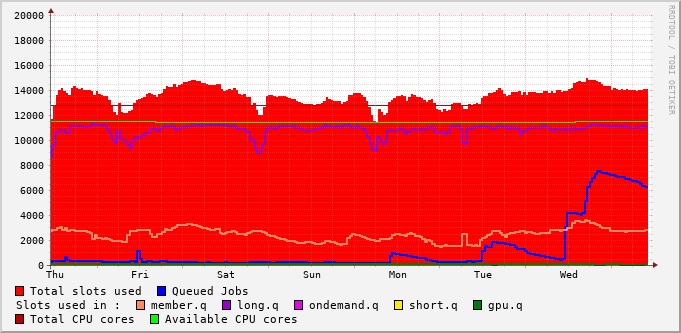 20000
18000
16000
14000
12000
10000
8000
6000
4000
2000
0
Thu Fri Sat Sun Mon Tue Wed
RRDTOOL / TOBI OETIKER
Total slots used Queued Jobs
Slots used in : member.q long.q ondemand.q short.q gpu.q
Total CPU cores Available CPU cores